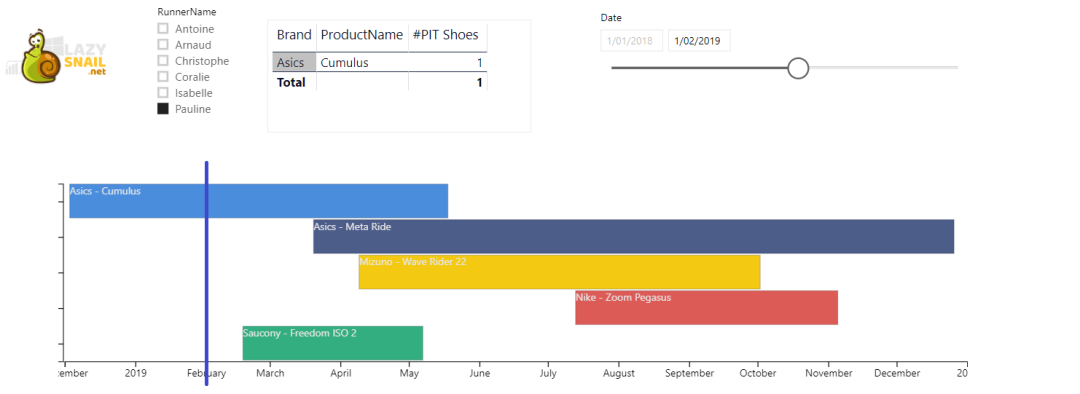 RunnerName
Antoine
Arnaud
Christophe
Coralie
Isabelle
Pauline
LAZY
SNAIL
.net
Brand ProductName #PIT Shoes
Asics Cumulus 1
Total 1
Date
1/01/2018 1/02/2019
Asics - Cumulus
Asics - Meta Ride
Mizuno - Wave Rider 22
Nike - Zoom Pegasus
Saucony - Freedom ISO 2
:ember 2019 February March April May June July August September October November December 20